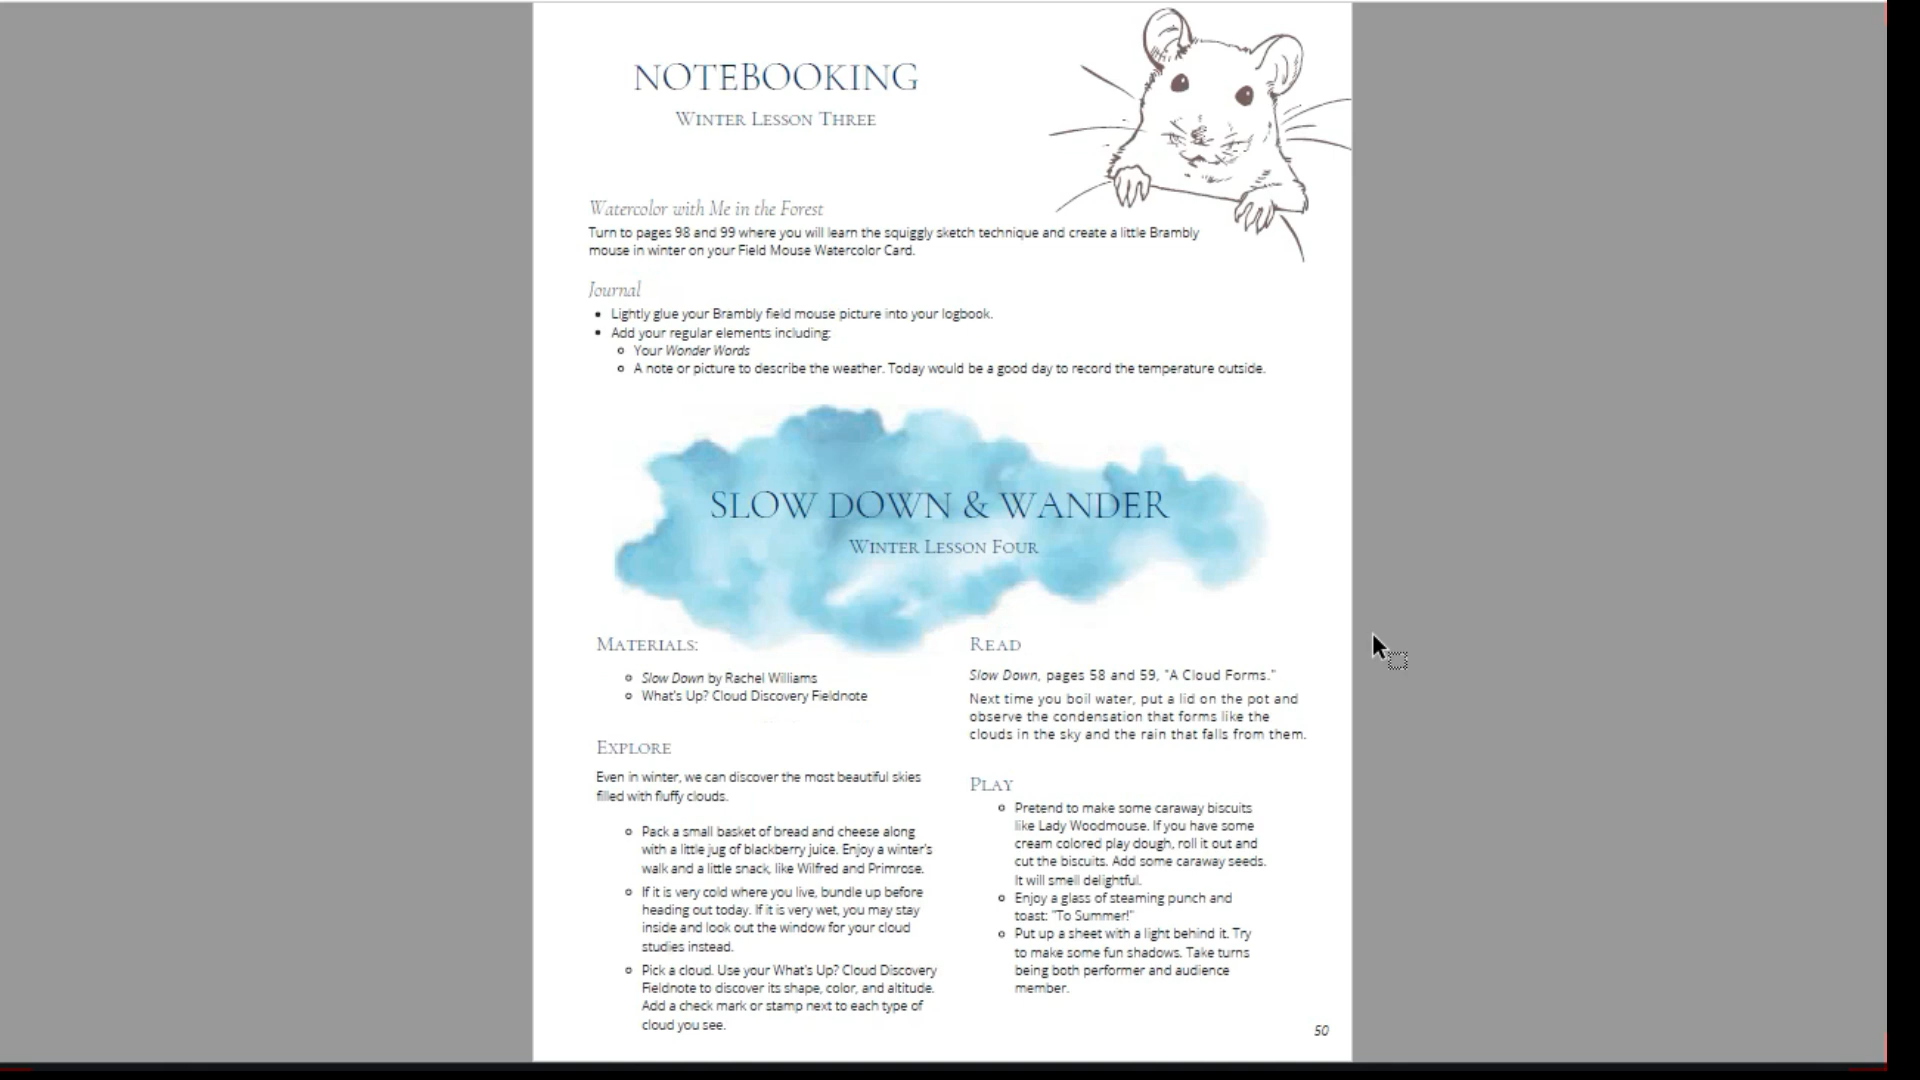 NOTEBOOKING
Winter Lesson Three
Watercolor with Me in the Forest
Turn to pages 98 and 99 where you will learn the squiggly sketch technique and create a little Brambly
mouse in winter on your Field Mouse Watercolor Card.
Journal
• Lightly glue your Brambly field mouse picture into your logbook.
• Add your regular elements including:
○ Your Wonder Words
○ A note or picture to describe the weather. Today would be a good day to record the temperature outside.
SLOW DOWN & WANDER
Winter Lesson Four
Materials:
○ Slow Down by Rachel Williams
○ What's Up? Cloud Discovery Fieldnote
Explore
Even in winter, we can discover the most beautiful skies
filled with fluffy clouds.
○ Pack a small basket of bread and cheese along
with a little jug of blackberry juice. Enjoy a winter's
walk and a little snack, like Wilfred and Primrose.
○ If it is very cold where you live, bundle up before
heading out today. If it is very wet, you may stay
inside and look out the window for your cloud
studies instead.
○ Pick a cloud. Use your What's Up? Cloud Discovery
Fieldnote to discover its shape, color, and altitude.
Add a check mark or stamp next to each type of
cloud you see.
Read
Slow Down, pages 58 and 59, "A Cloud Forms."
Next time you boil water, put a lid on the pot and
observe the condensation that forms like the
clouds in the sky and the rain that falls from them.
Play
○ Pretend to make some caraway biscuits
like Lady Woodmouse. If you have some
cream colored play dough, roll it out and
cut the biscuits. Add some caraway seeds.
It will smell delightful.
○ Enjoy a glass of steaming punch and
toast: "To Summer!"
○ Put up a sheet with a light behind it. Try
to make some fun shadows. Take turns
being both performer and audience
member.
50